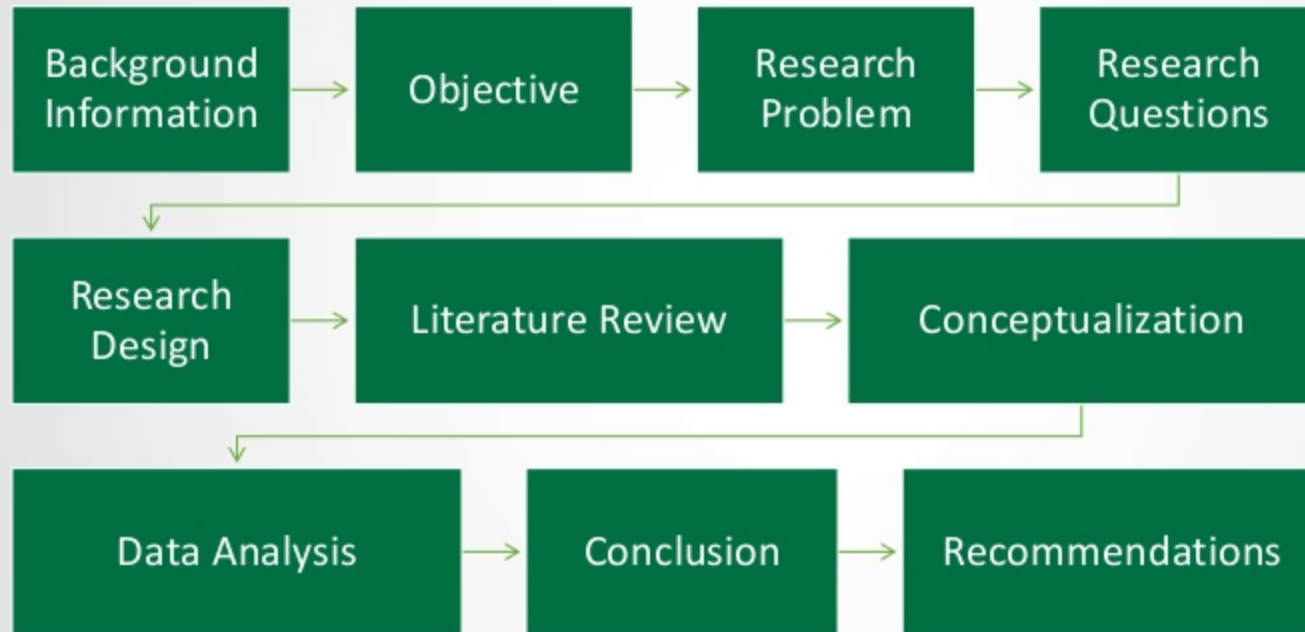 Background
Information
Objective
Research
Problem
Research
Questions
Research
Design
Literature Review
Conceptualization
Data Analysis
Conclusion
Recommendations